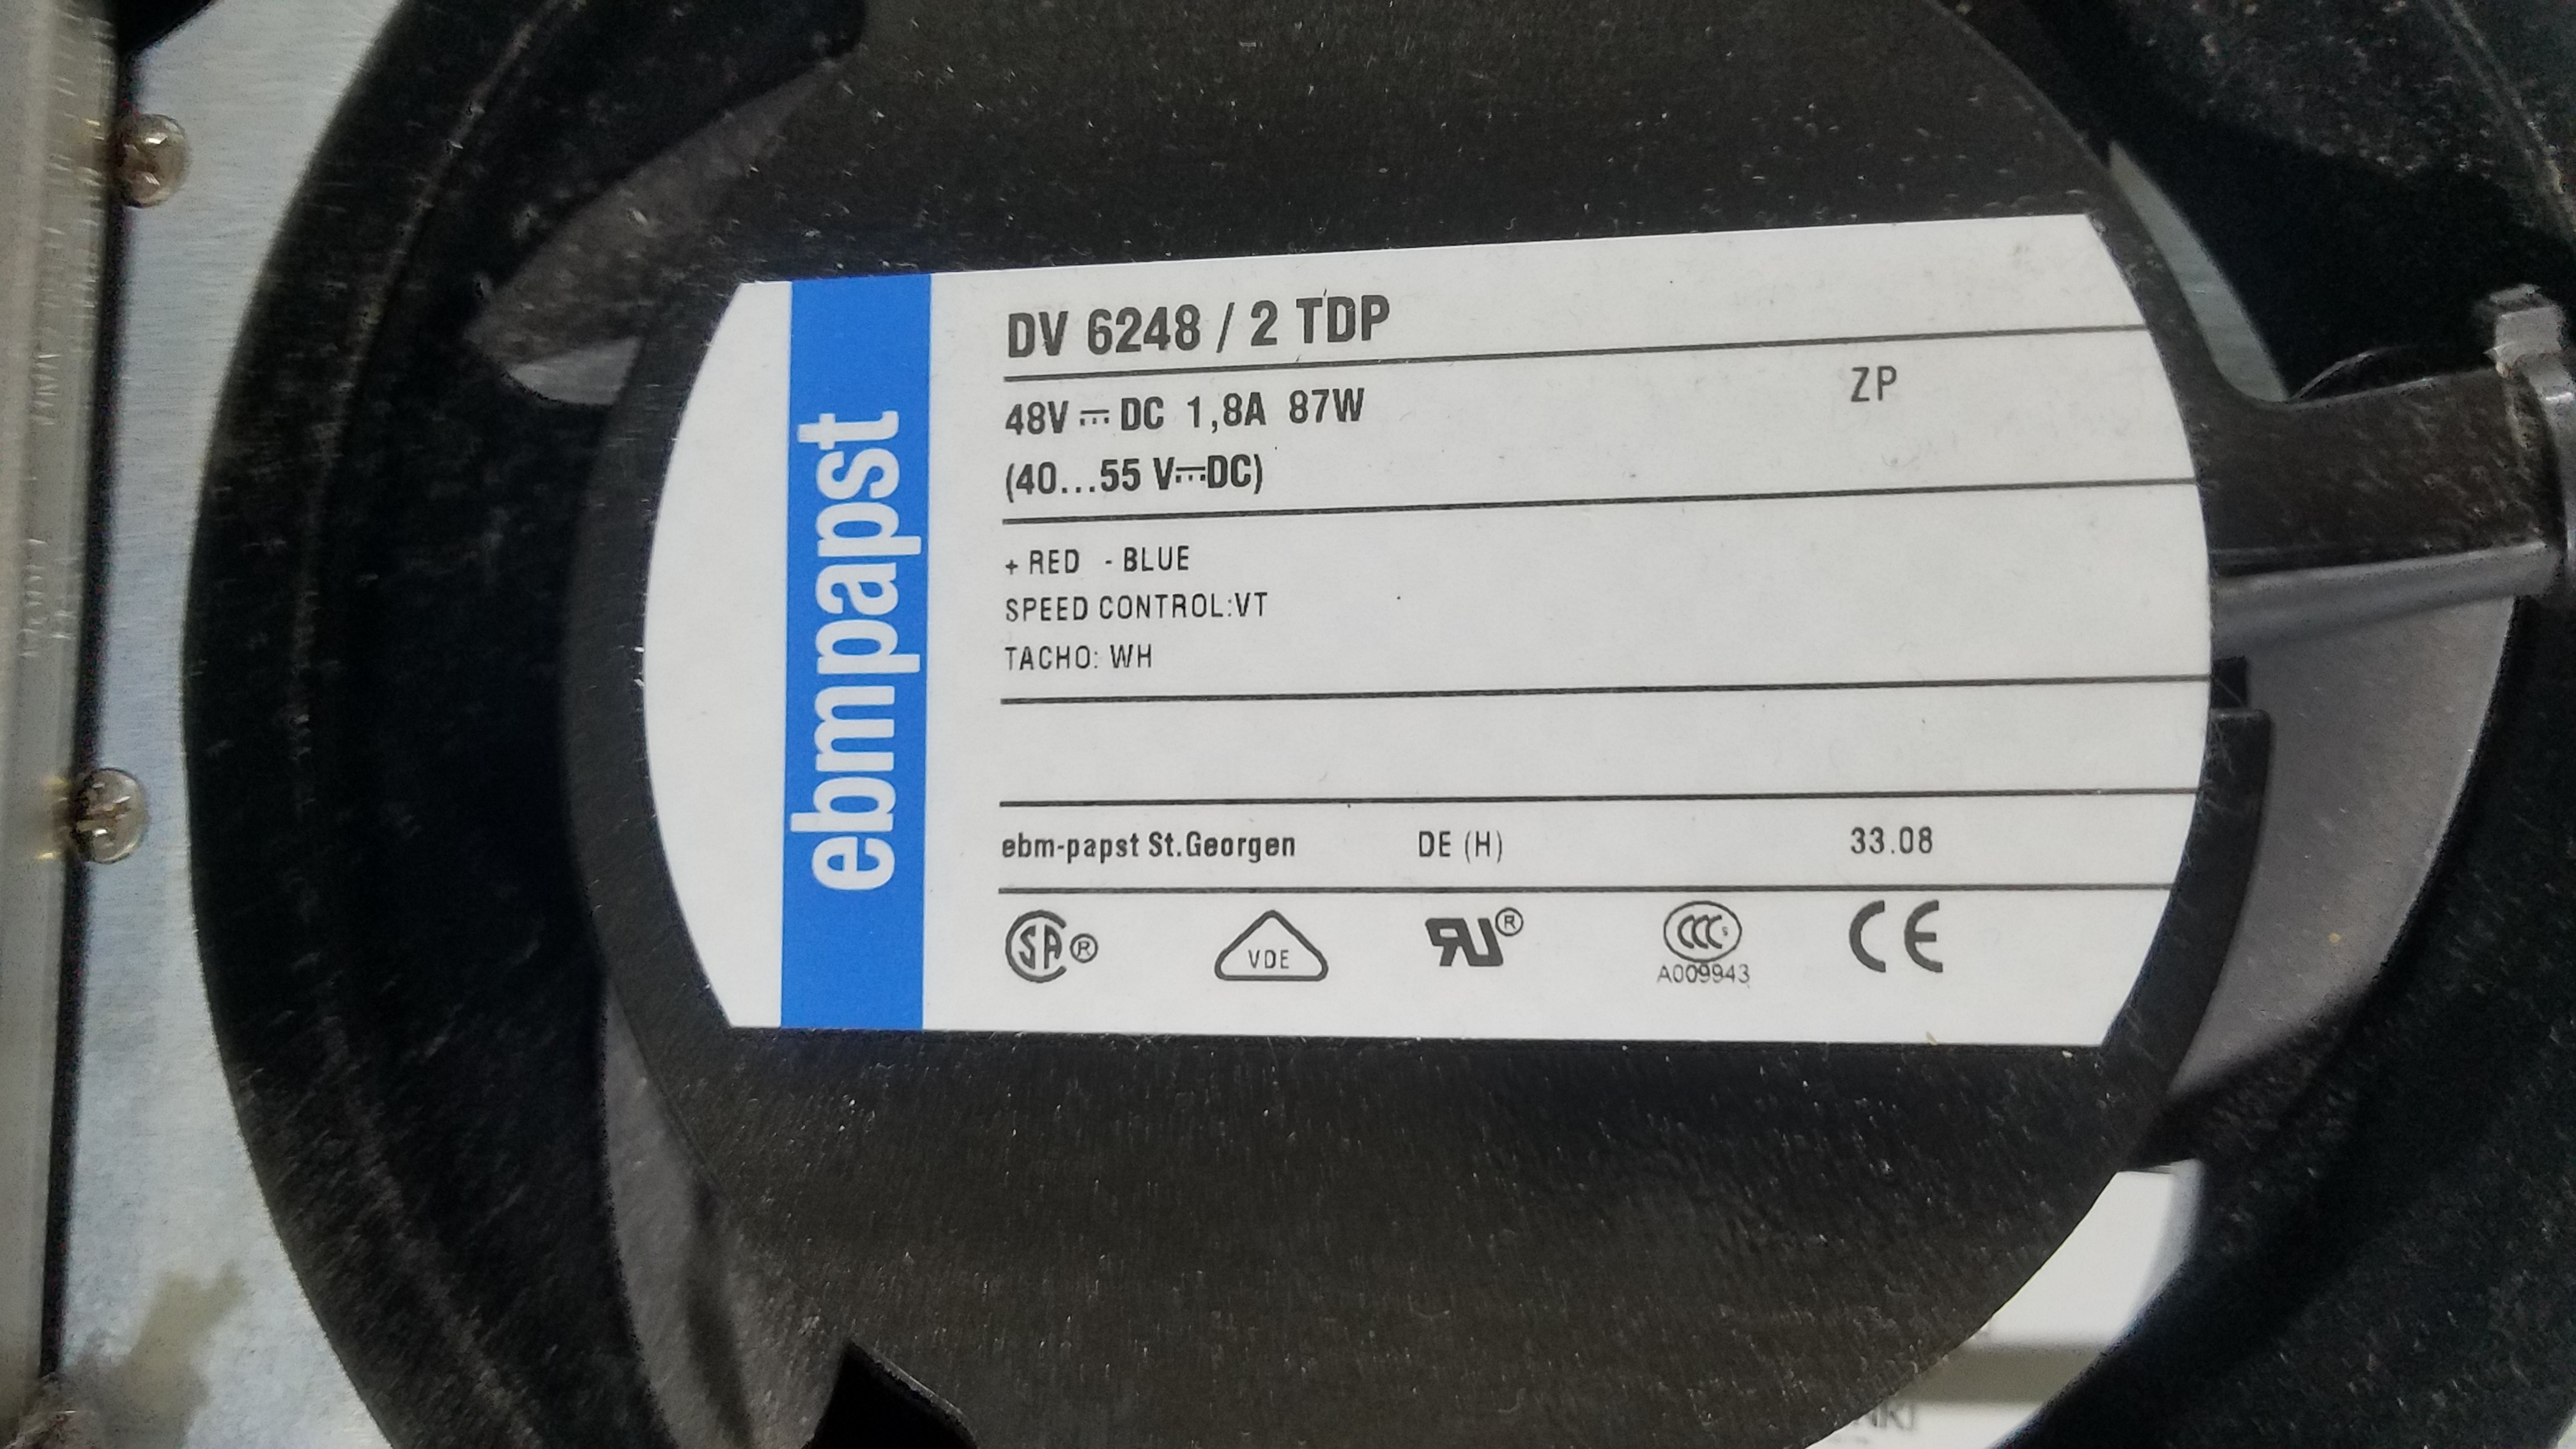 ebmpapst
DV 6248 / 2 TDP
48V ⎓ DC 1,8A 87W ZP
(40...55 V⎓DC)
+ RED - BLUE
SPEED CONTROL:VT
TACHO: WH
ebm-papst St.Georgen DE (H) 33.08
SA ® VDE RU ® CCC S CE
A009943